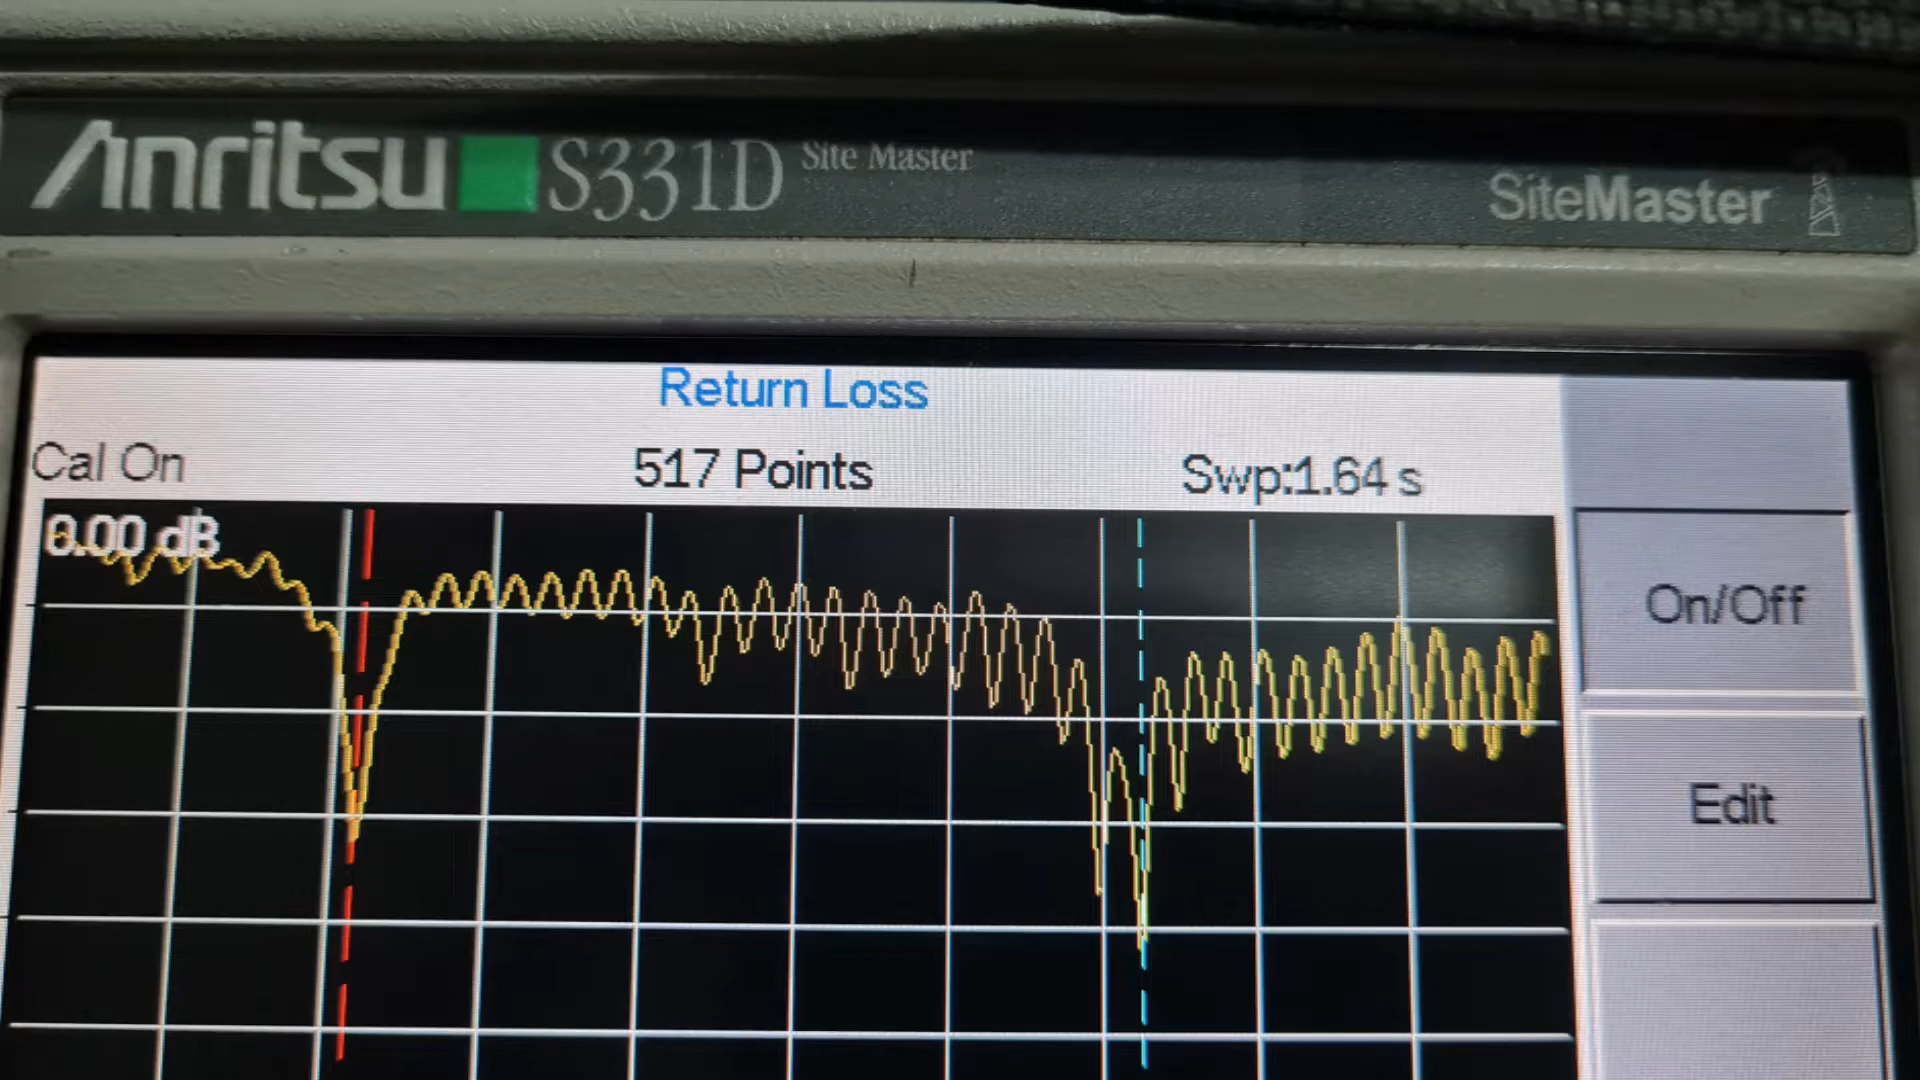 Anritsu S331D Site Master
SiteMaster
Return Loss
Cal On
517 Points
Swp:1.64 s
0.00 dB
On/Off
Edit